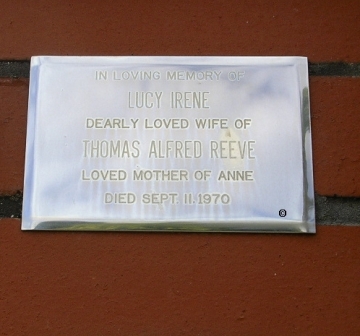 IN LOVING MEMORY OF
LUCY IRENE
DEARLY LOVED WIFE OF
THOMAS ALFRED REEVE
LOVED MOTHER OF ANNE
DIED SEPT. 11. 1970